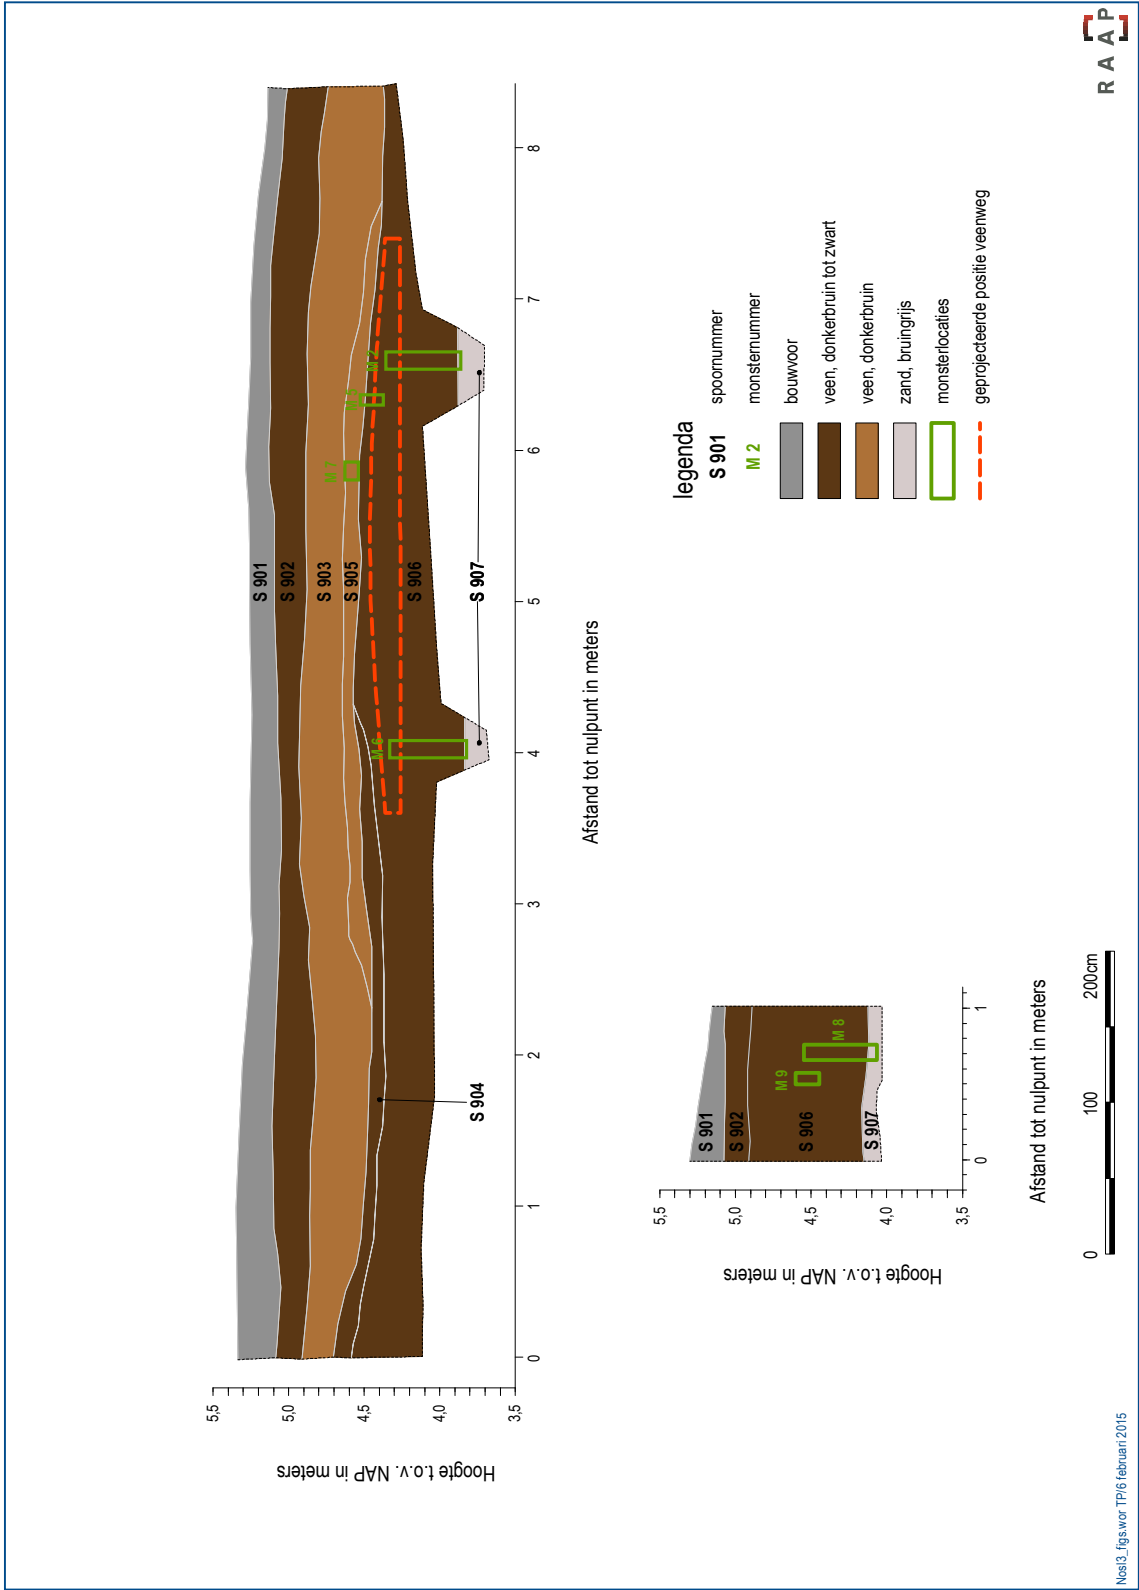 Hoogte t.o.v. NAP in meters
5,5
5,0
4,5
4,0
3,5
S 901
S 902
S 903
S 905
S 906
S 907
S 904
M 6
M 7
M 2
0
1
2
3
4
5
6
7
8
Afstand tot nulpunt in meters
Hoogte t.o.v. NAP in meters
5,5
5,0
4,5
4,0
3,5
S 901
S 902
S 906
S 907
M 9
M 8
0
1
Afstand tot nulpunt in meters
0
100
200cm
legenda
S 901 spoornummer
M 2 monsternummer
bouwvoor
veen, donkerbruin tot zwart
veen, donkerbruin
zand, bruingrijs
monsterlocaties
geprojecteerde positie veenweg
Nosl3_figs.wor TP/6 februari 2015
RAAP